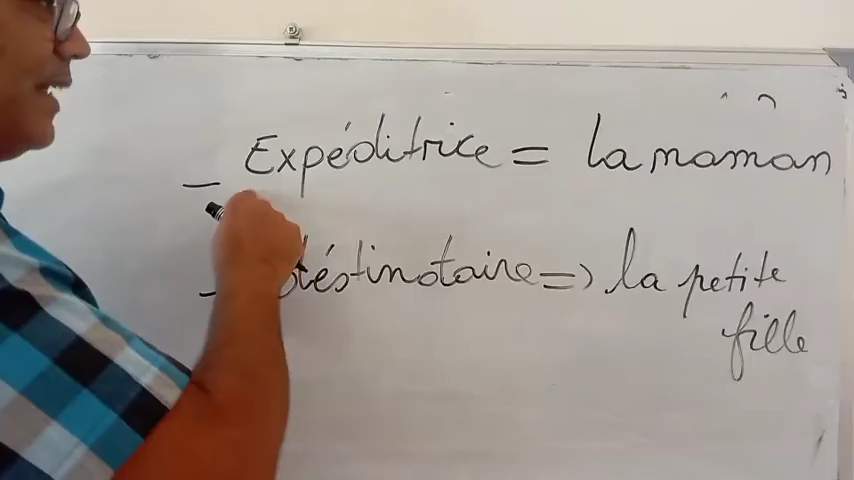 _ Expéditrice = la maman
_ déstinataire => la petite
fille